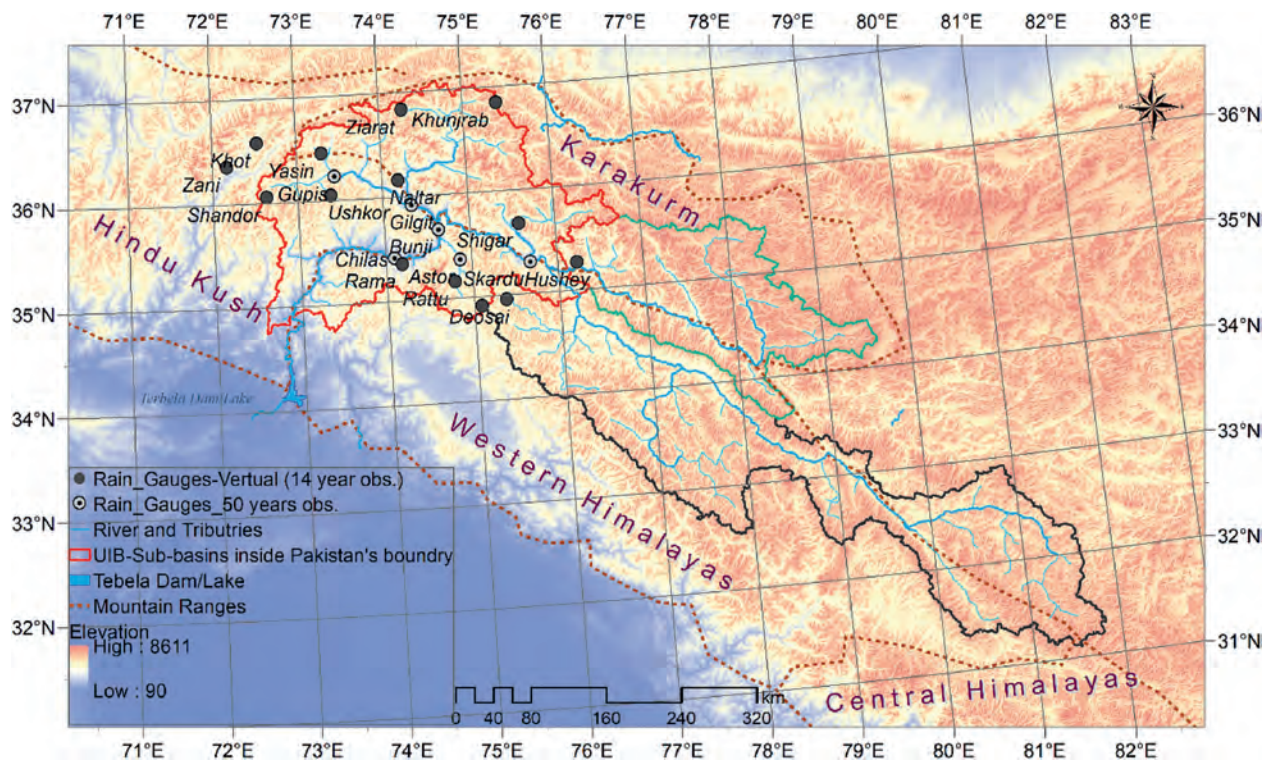 71°E 72°E 73°E 74°E 75°E 76°E 77°E 78°E 79°E 80°E 81°E 82°E 83°E
37°N
36°N
35°N
34°N
33°N
32°N
36°N
35°N
34°N
33°N
32°N
31°N
Ziarat
Khunjrab
Khot
Zani
Yasin
Shandor
Gupis
Ushkor
Naltar
Gilgit
Bunji
Shigar
Chilas
Rama
Astor
Skardu
Hushey
Rattu
Deosai
Karakurm
Hindu Kush
Western Himalayas
Central Himalayas
Terbela Dam/Lake
Rain_Gauges-Vertual (14 year obs.)
Rain_Gauges_50 years obs.
River and Tributries
UIB-Sub-basins inside Pakistan's boundry
Tebela Dam/Lake
Mountain Ranges
Elevation
High : 8611
Low : 90
km
0 40 80 160 240 320
71°E 72°E 73°E 74°E 75°E 76°E 77°E 78°E 79°E 80°E 81°E 82°E